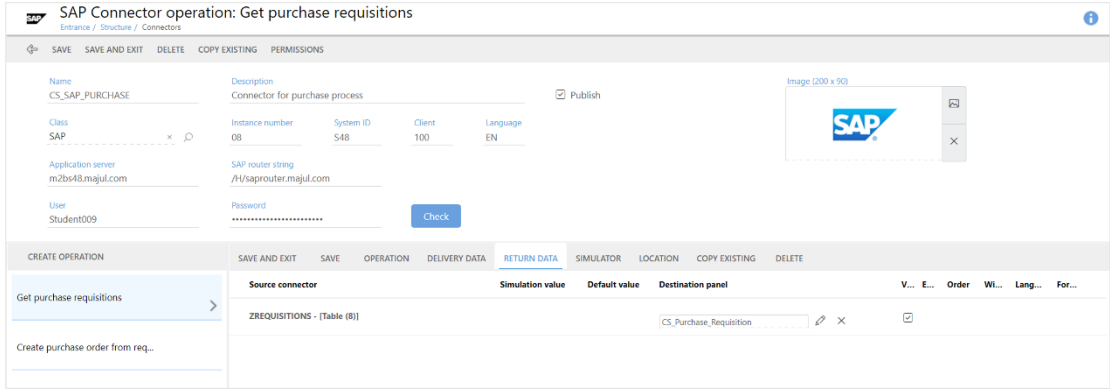 SAP SAP Connector operation: Get purchase requisitions
Entrance / Structure / Connectors
SAVE SAVE AND EXIT DELETE COPY EXISTING PERMISSIONS
Name Description Image (200 x 90)
CS_SAP_PURCHASE Connector for purchase process Publish
Class Instance number System ID Client Language
SAP 08 S48 100 EN
SAP
Application server SAP router string
m2bs48.majul.com /H/saprouter.majul.com
User Password
Student009 ••••••••••••••••••••••• Check
CREATE OPERATION SAVE AND EXIT SAVE OPERATION DELIVERY DATA RETURN DATA SIMULATOR LOCATION COPY EXISTING DELETE
Source connector Simulation value Default value Destination panel V... E... Order Wi... Lang... For...
Get purchase requisitions
ZREQUISITIONS - [Table (8)] CS_Purchase_Requisition
Create purchase order from req...